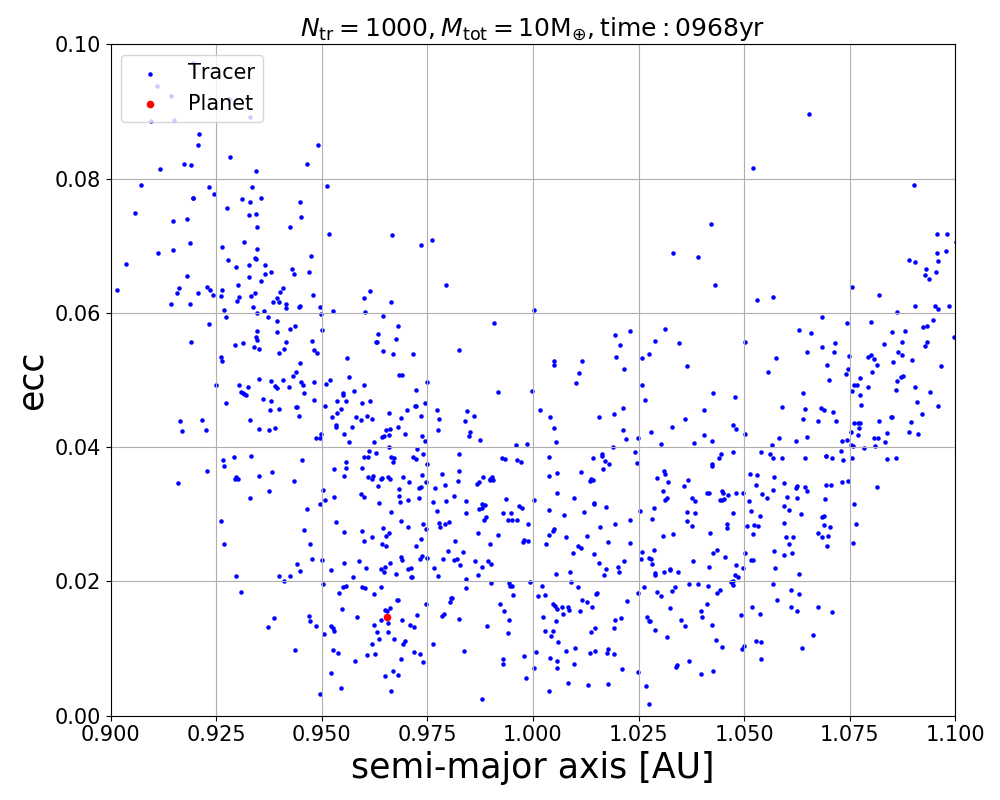 N_tr = 1000, M_tot = 10M_⊕, time : 0968yr
Tracer
Planet
ecc
0.10
0.08
0.06
0.04
0.02
0.00
0.900 0.925 0.950 0.975 1.000 1.025 1.050 1.075 1.100
semi-major axis [AU]